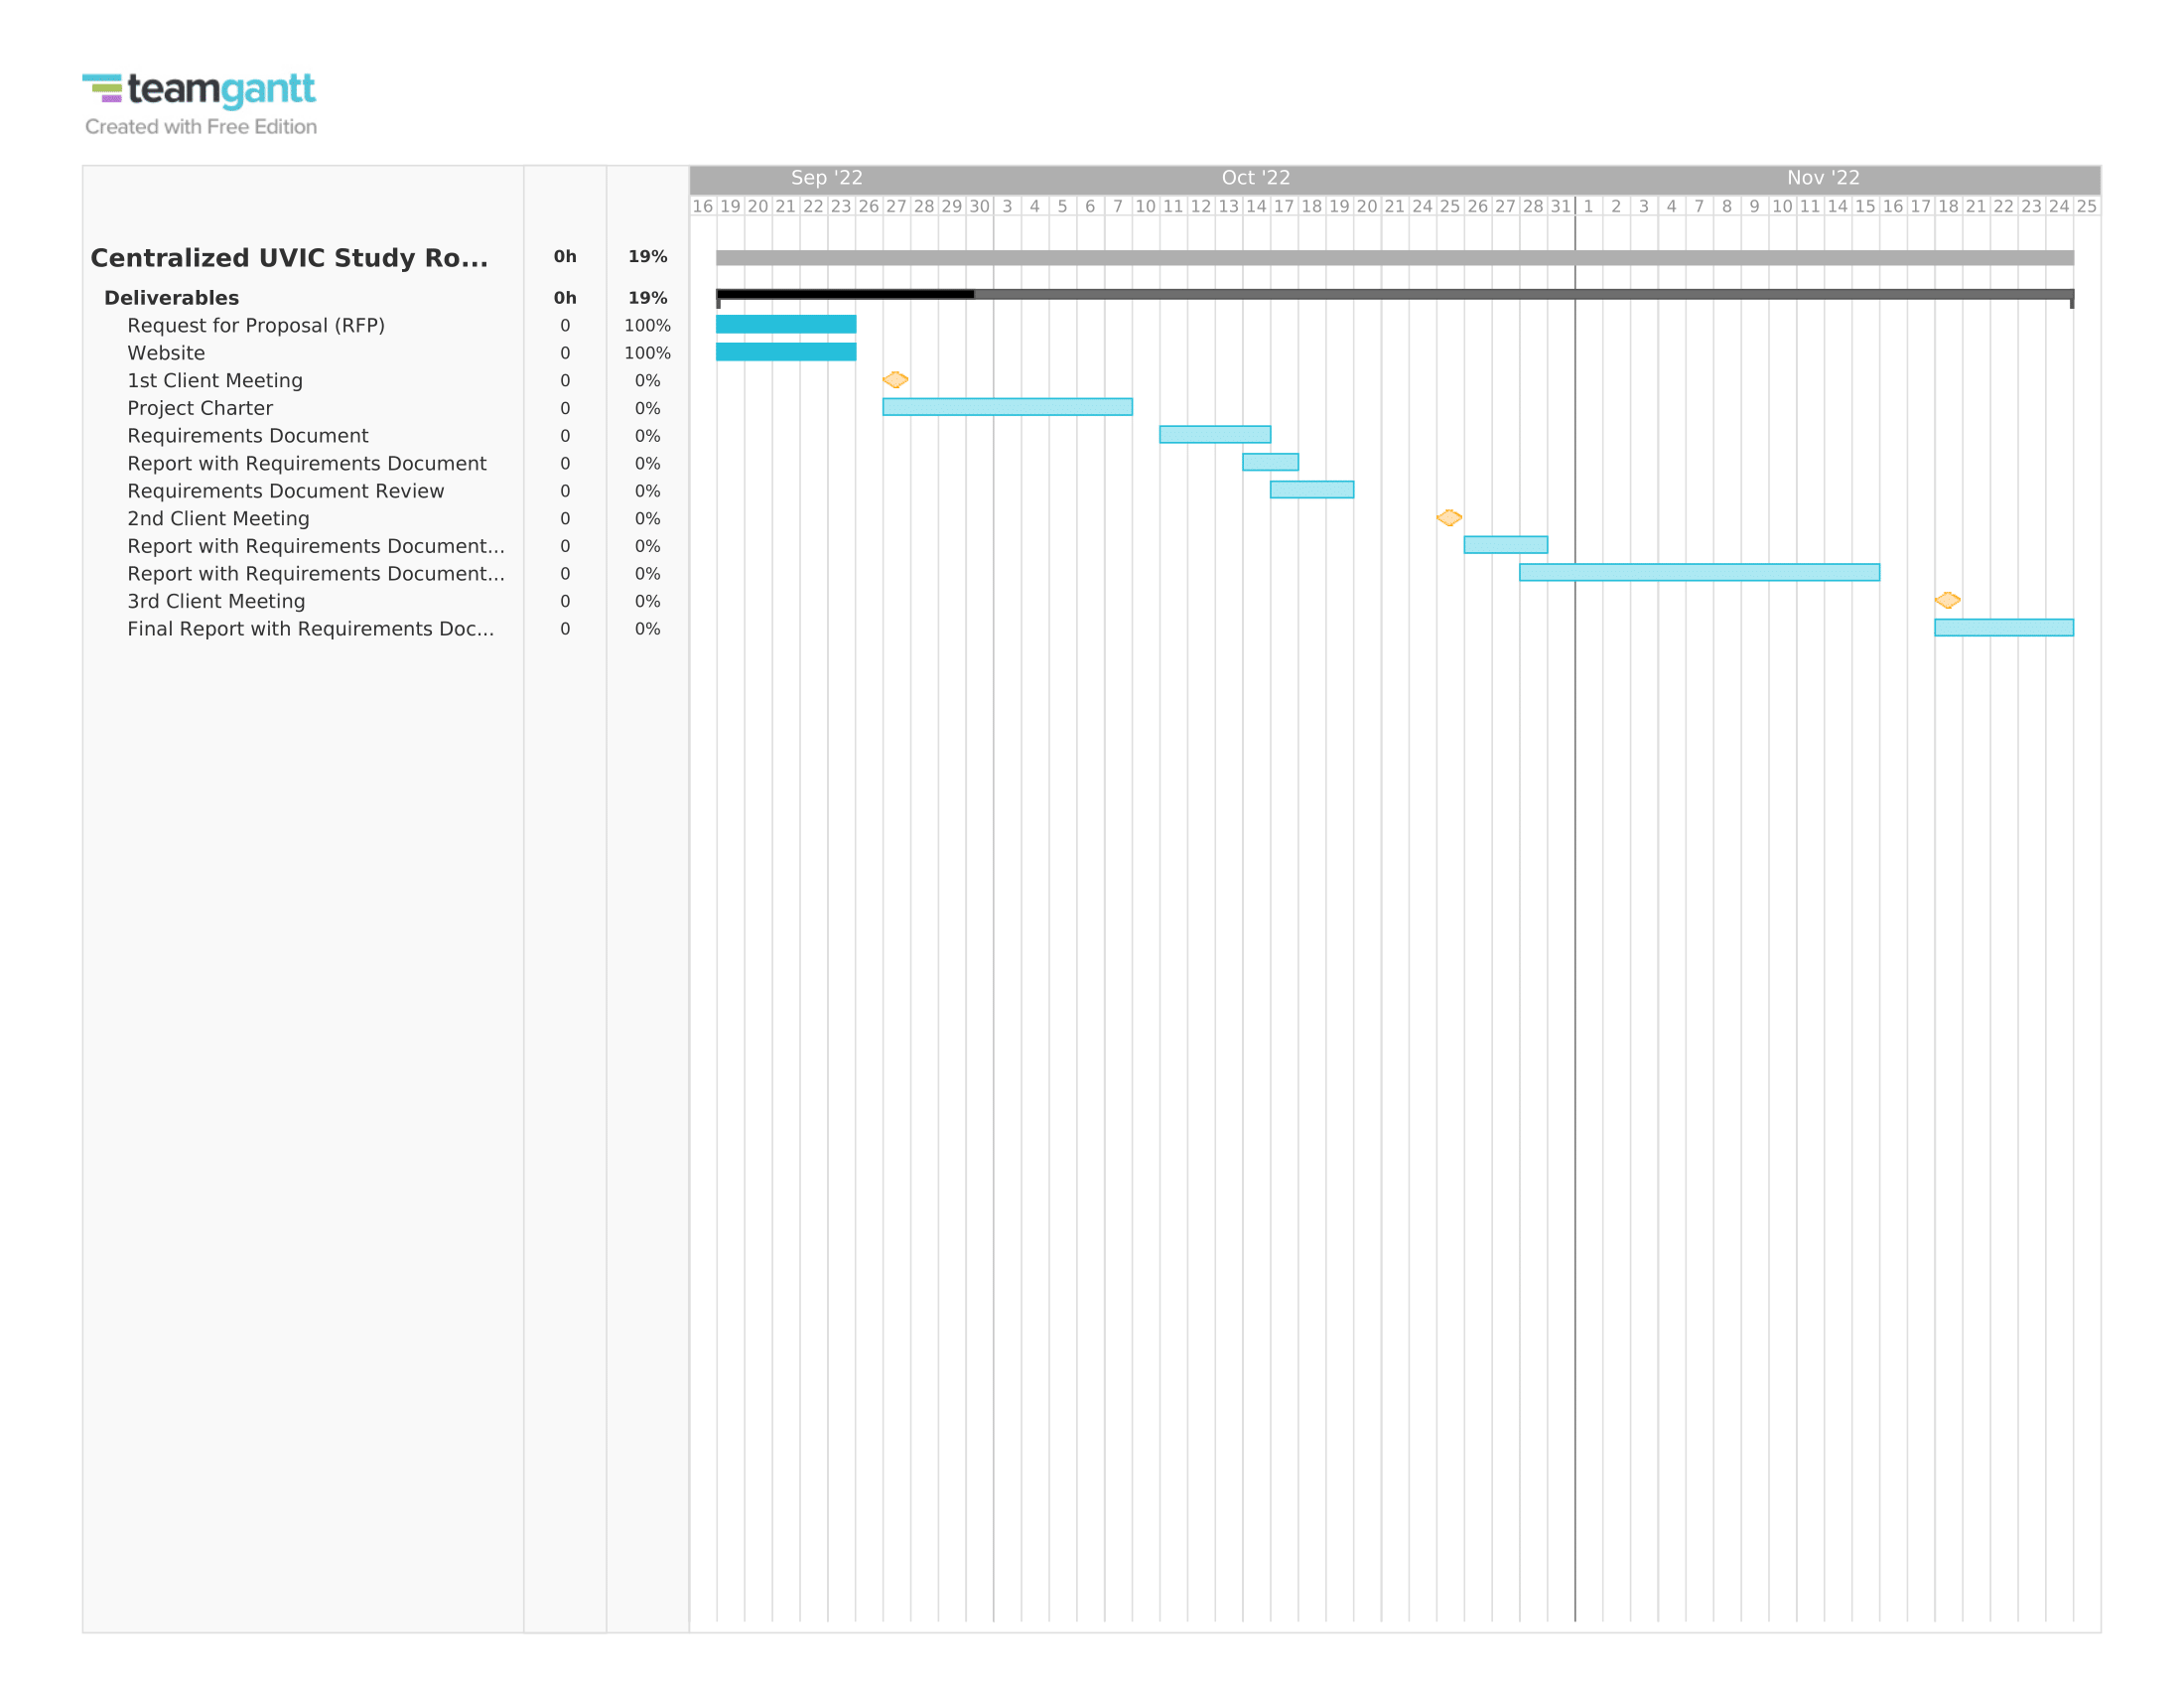 teamgantt
Created with Free Edition
Sep '22 Oct '22 Nov '22
16 19 20 21 22 23 26 27 28 29 30 3 4 5 6 7 10 11 12 13 14 17 18 19 20 21 24 25 26 27 28 31 1 2 3 4 7 8 9 10 11 14 15 16 17 18 21 22 23 24 25
Centralized UVIC Study Ro... 0h 19%
Deliverables 0h 19%
Request for Proposal (RFP) 0 100%
Website 0 100%
1st Client Meeting 0 0%
Project Charter 0 0%
Requirements Document 0 0%
Report with Requirements Document 0 0%
Requirements Document Review 0 0%
2nd Client Meeting 0 0%
Report with Requirements Document... 0 0%
Report with Requirements Document... 0 0%
3rd Client Meeting 0 0%
Final Report with Requirements Doc... 0 0%